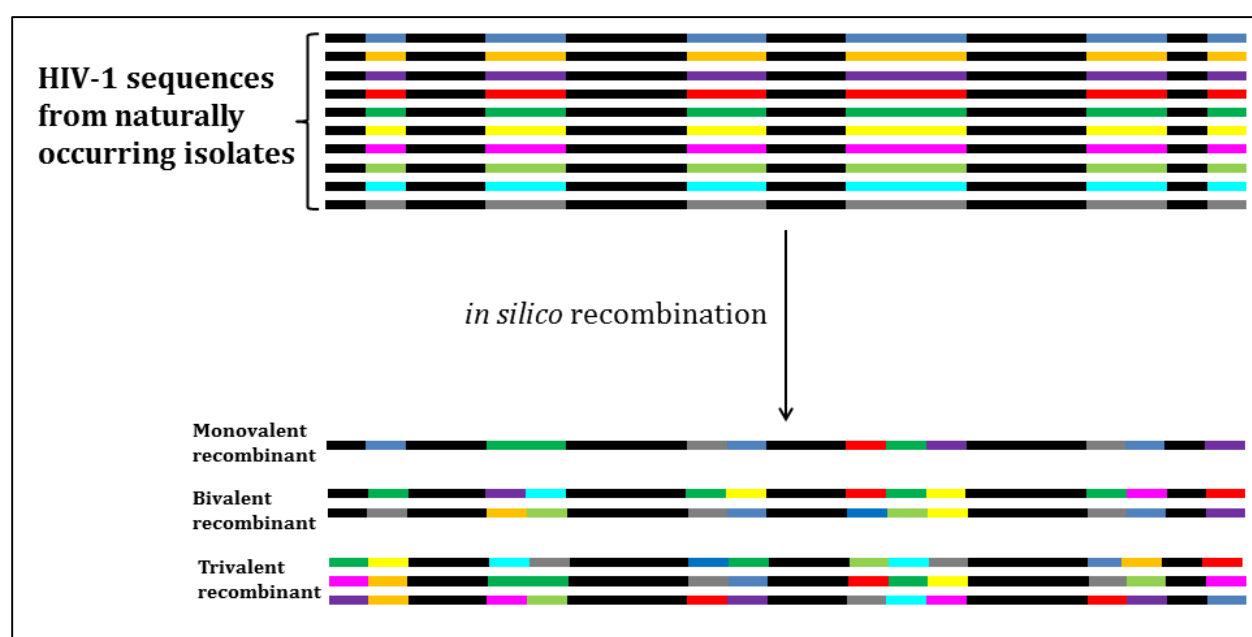 HIV-1 sequences
from naturally
occurring isolates
in silico recombination
Monovalent
recombinant
Bivalent
recombinant
Trivalent
recombinant